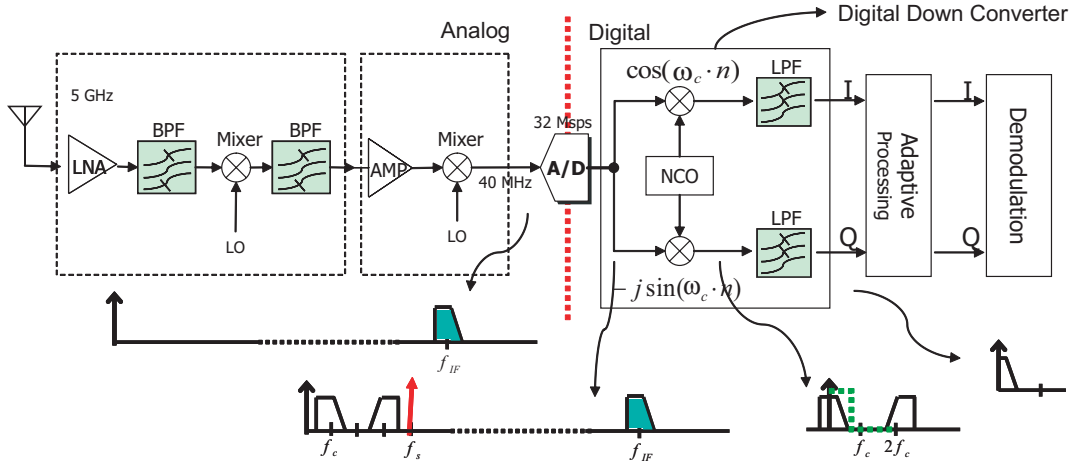 Analog
Digital
Digital Down Converter
5 GHz
LNA
BPF
Mixer
BPF
LO
AMP
Mixer
LO
40 MHz
32 Msps
A/D
cos(ω_c · n)
NCO
− j sin(ω_c · n)
LPF
LPF
I
Q
Adaptive
Processing
I
Q
Demodulation
f_IF
f_c
f_s
f_IF
f_c
2f_c